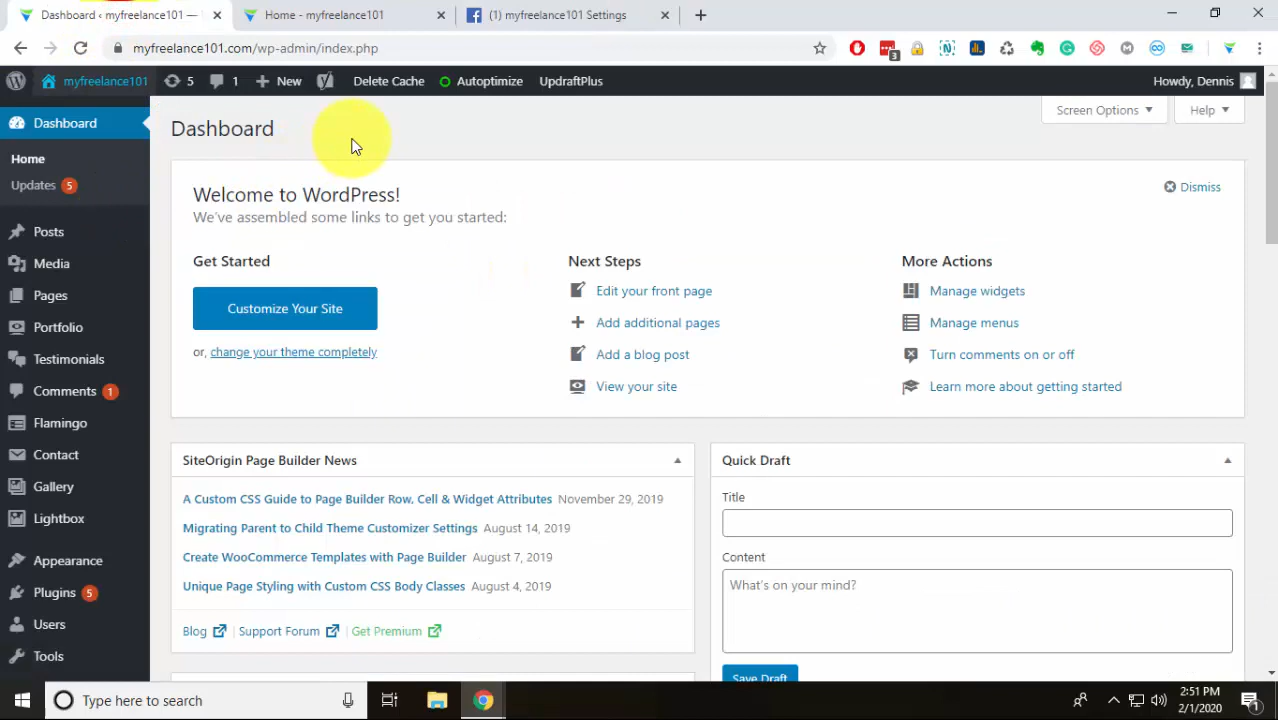 Dashboard ‹ myfreelance101 —
Home - myfreelance101
(1) myfreelance101 Settings
myfreelance101.com/wp-admin/index.php
3
myfreelance101
5
1
New
Delete Cache
Autoptimize
UpdraftPlus
Howdy, Dennis
Dashboard
Home
Updates 5
Posts
Media
Pages
Portfolio
Testimonials
Comments 1
Flamingo
Contact
Gallery
Lightbox
Appearance
Plugins 5
Users
Tools
Dashboard
Screen Options
Help
Welcome to WordPress!
We've assembled some links to get you started:
Dismiss
Get Started
Customize Your Site
or, change your theme completely
Next Steps
Edit your front page
Add additional pages
Add a blog post
View your site
More Actions
Manage widgets
Manage menus
Turn comments on or off
Learn more about getting started
SiteOrigin Page Builder News
A Custom CSS Guide to Page Builder Row, Cell & Widget Attributes November 29, 2019
Migrating Parent to Child Theme Customizer Settings August 14, 2019
Create WooCommerce Templates with Page Builder August 7, 2019
Unique Page Styling with Custom CSS Body Classes August 4, 2019
Blog | Support Forum | Get Premium
Quick Draft
Title
Content
What's on your mind?
Save Draft
Type here to search
2:51 PM
2/1/2020
1